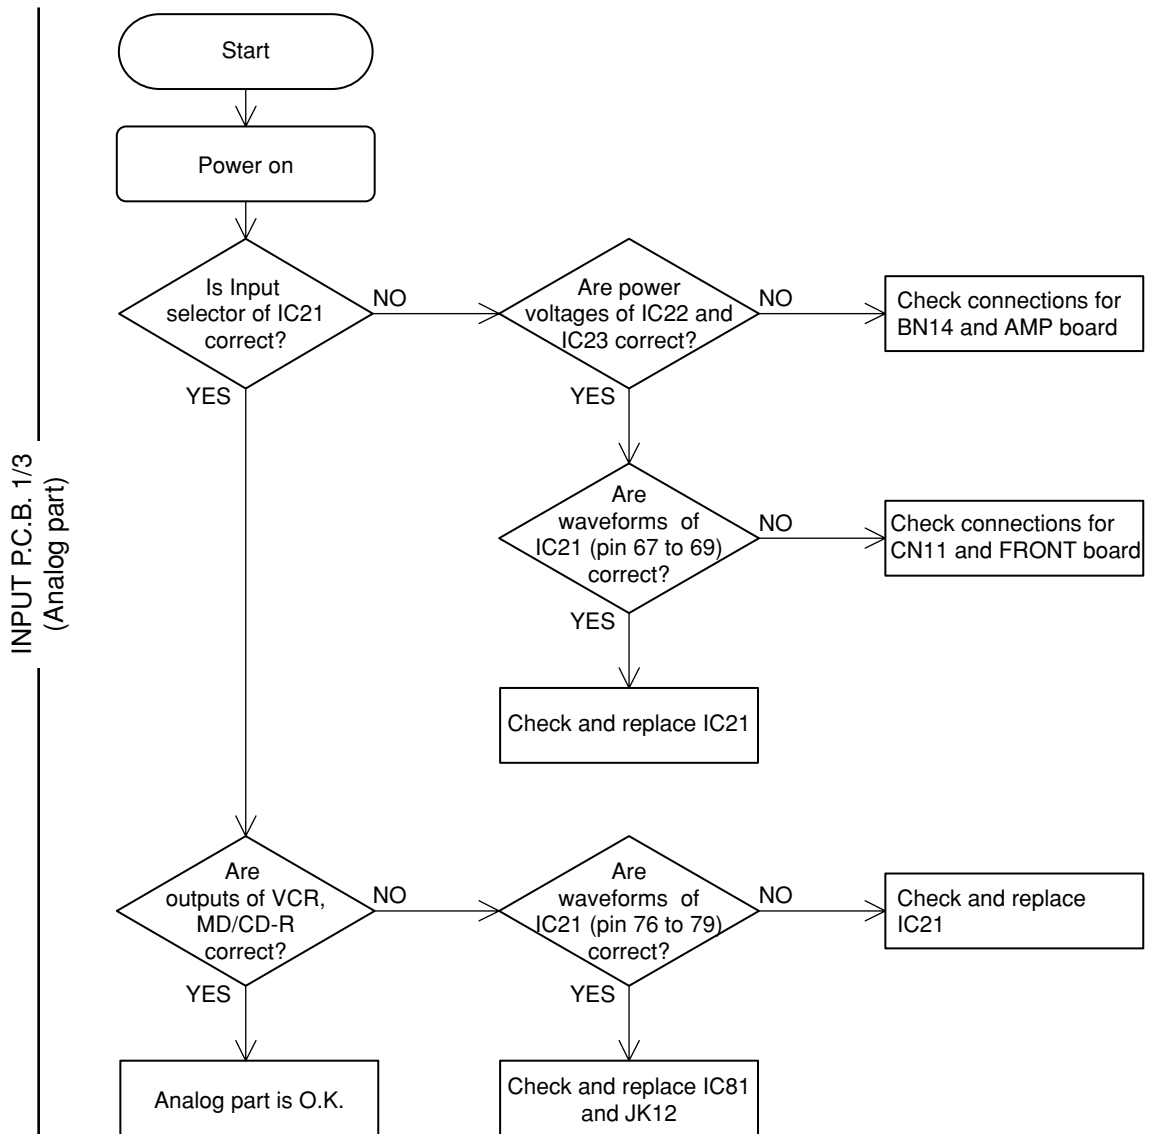 INPUT P.C.B. 1/3
(Analog part)
Start
Power on
Is Input
selector of IC21
correct?
NO
YES
Are power
voltages of IC22 and
IC23 correct?
NO
YES
Check connections for
BN14 and AMP board
Are
waveforms of
IC21 (pin 67 to 69)
correct?
NO
YES
Check connections for
CN11 and FRONT board
Check and replace IC21
Are
outputs of VCR,
MD/CD-R
correct?
NO
YES
Are
waveforms of
IC21 (pin 76 to 79)
correct?
NO
YES
Check and replace
IC21
Analog part is O.K.
Check and replace IC81
and JK12